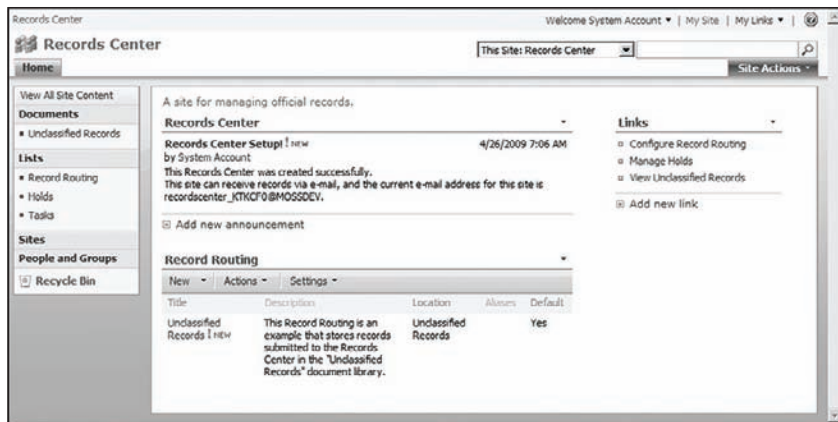 Records Center
Welcome System Account | My Site | My Links |
Records Center
This Site: Records Center
Home
Site Actions
View All Site Content
Documents
Unclassified Records
Lists
Record Routing
Holds
Tasks
Sites
People and Groups
Recycle Bin
A site for managing official records.
Records Center
Records Center Setup! ! NEW
4/26/2009 7:06 AM
by System Account
This Records Center was created successfully.
This site can receive records via e-mail, and the current e-mail address for this site is
recordscenter_KTKCF0@MOSSDEV.
Add new announcement
Record Routing
New Actions Settings
Title Description Location Aliases Default
Unclassified
Records ! NEW
This Record Routing is an
example that stores records
submitted to the Records
Center in the "Unclassified
Records" document library.
Unclassified
Records
Yes
Links
Configure Record Routing
Manage Holds
View Unclassified Records
Add new link